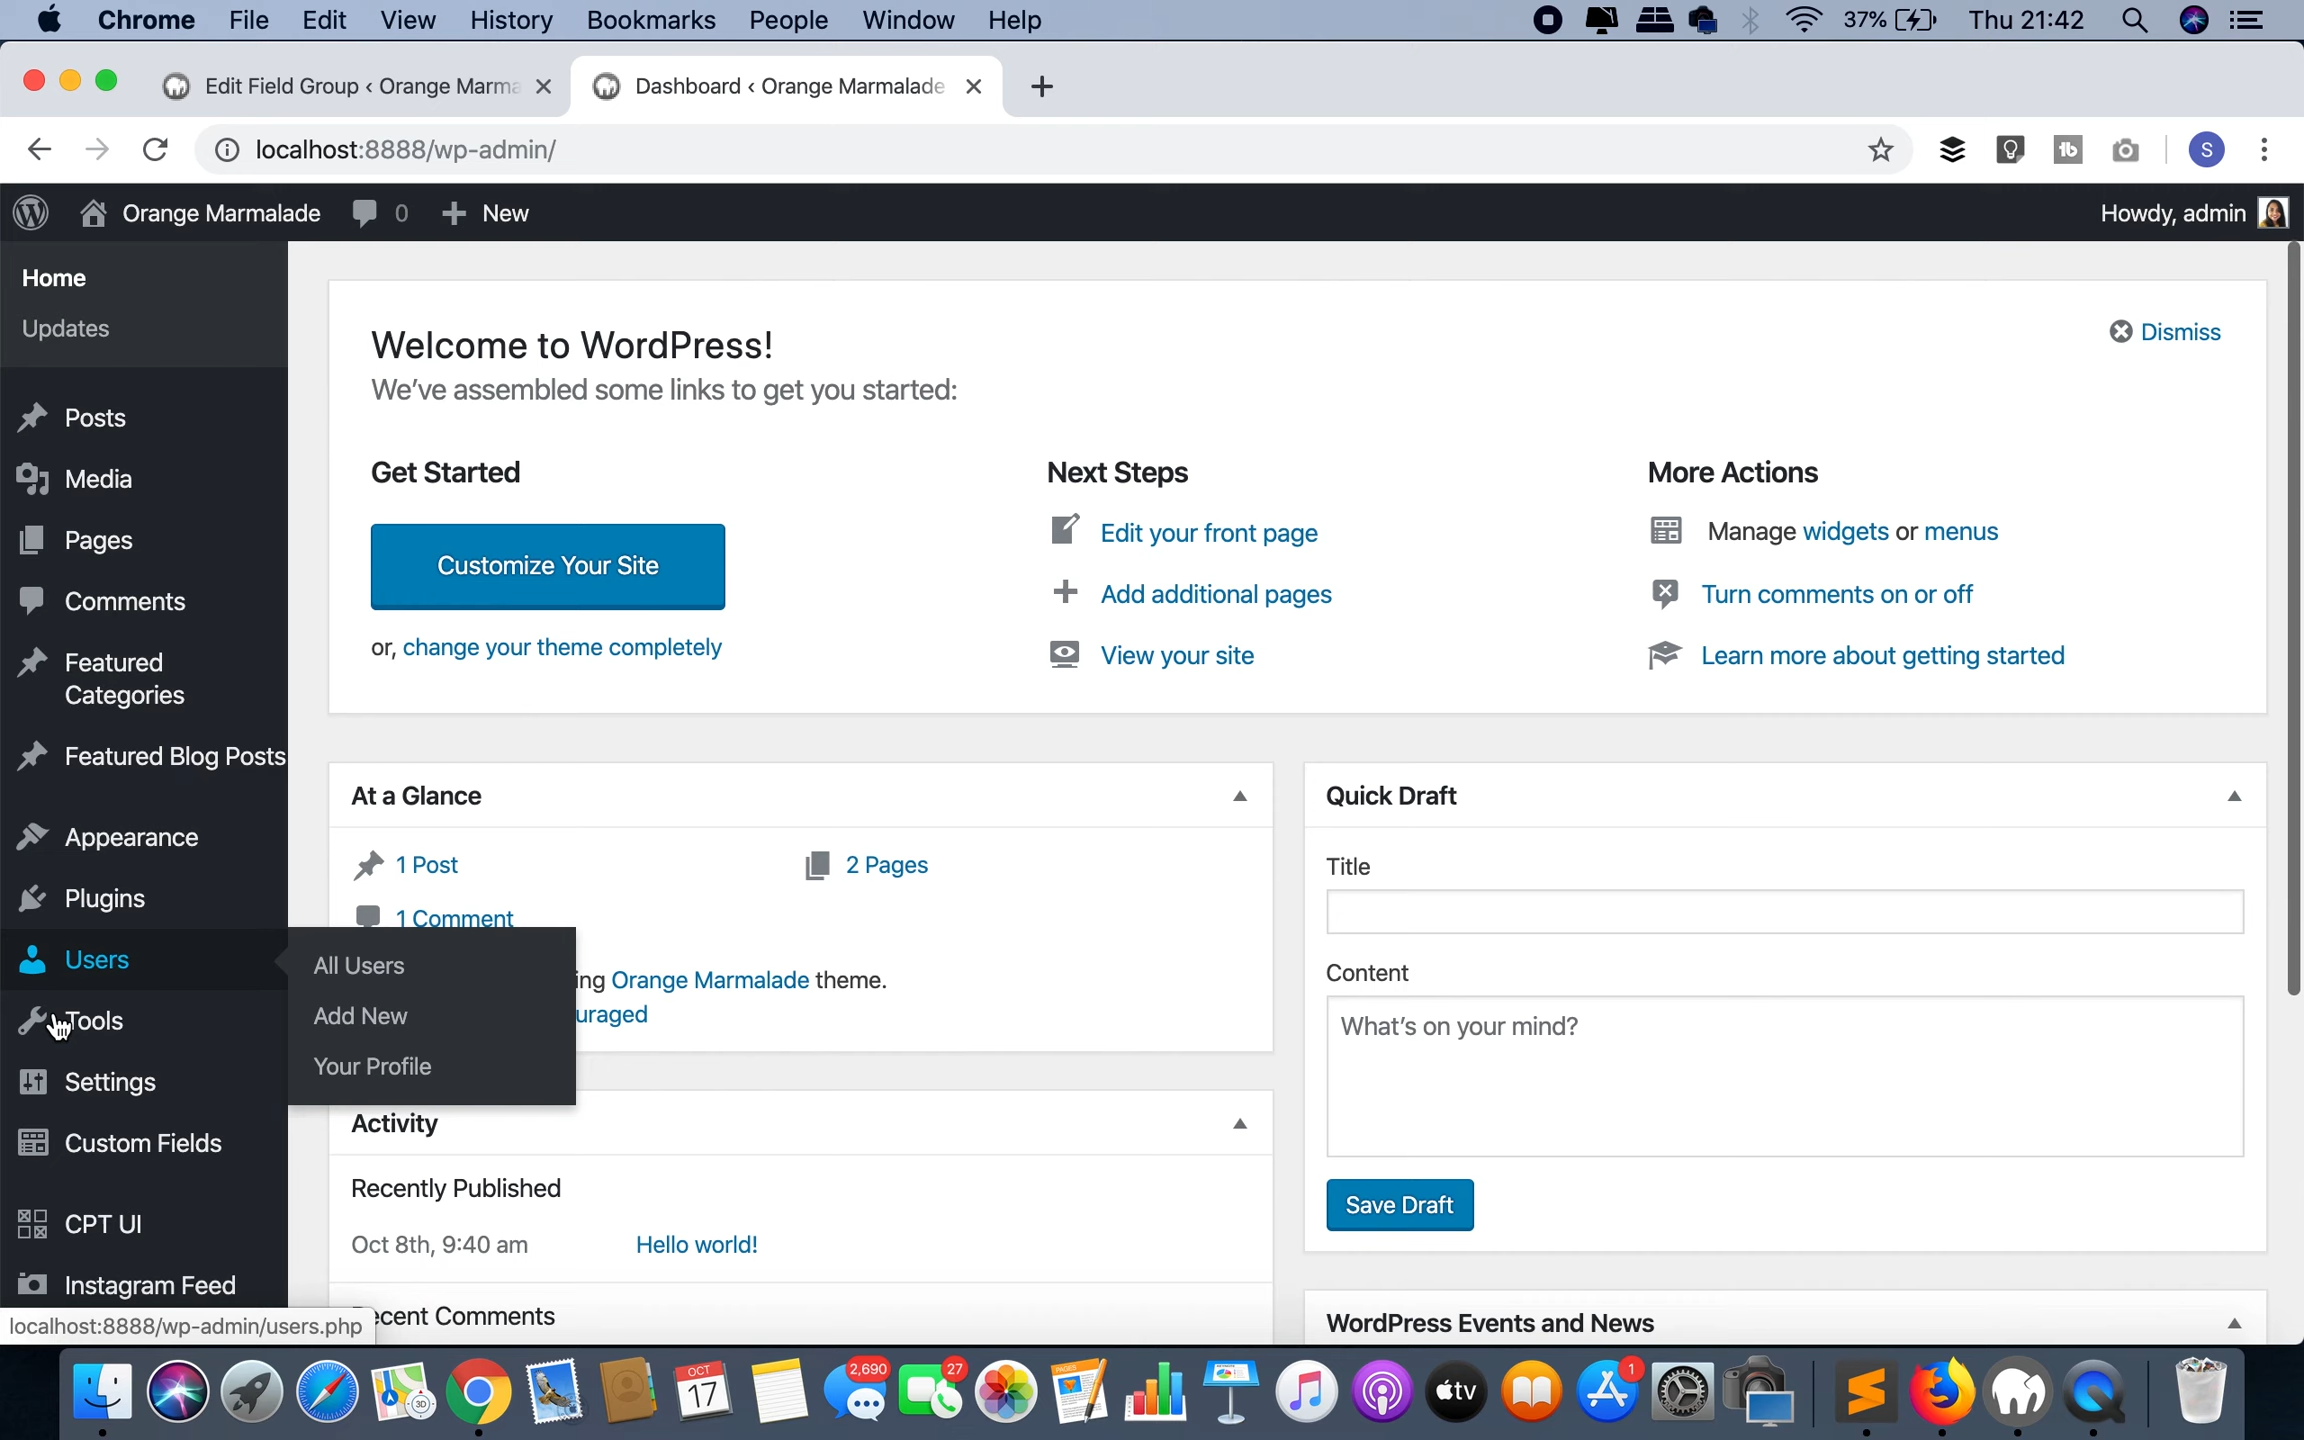 Chrome File Edit View History Bookmarks People Window Help 37% Thu 21:42
Edit Field Group ‹ Orange Marma
Dashboard ‹ Orange Marmalade
localhost:8888/wp-admin/
S
Orange Marmalade 0 New
Howdy, admin
Home
Updates
Posts
Media
Pages
Comments
Featured
Categories
Featured Blog Posts
Appearance
Plugins
Users
Tools
Settings
Custom Fields
CPT UI
Instagram Feed
localhost:8888/wp-admin/users.php
All Users
Add New
Your Profile
Welcome to WordPress!
We've assembled some links to get you started:
Dismiss
Get Started
Customize Your Site
or, change your theme completely
Next Steps
Edit your front page
Add additional pages
View your site
More Actions
Manage widgets or menus
Turn comments on or off
Learn more about getting started
At a Glance
1 Post
2 Pages
1 Comment
ing Orange Marmalade theme.
uraged
Activity
Recently Published
Oct 8th, 9:40 am
Hello world!
ecent Comments
Quick Draft
Title
Content
What's on your mind?
Save Draft
WordPress Events and News
3D
OCT
17
2,690
27
PAGES
tv
1